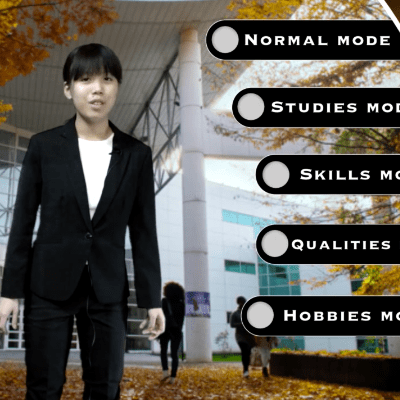 NORMAL MODE
STUDIES MOD
SKILLS MO
QUALITIES
HOBBIES MO